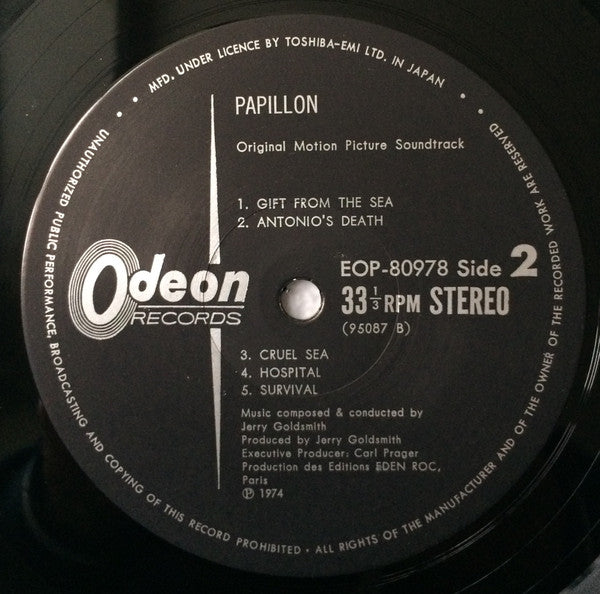 MFD. UNDER LICENCE BY TOSHIBA-EMI LTD. IN JAPAN
PAPILLON
Original Motion Picture Soundtrack
1. GIFT FROM THE SEA
2. ANTONIO'S DEATH
Odeon
RECORDS
EOP-80978 Side 2
33 1/3 RPM STEREO
(95087 B)
3. CRUEL SEA
4. HOSPITAL
5. SURVIVAL
Music composed & conducted by
Jerry Goldsmith
Produced by Jerry Goldsmith
Executive Producer: Carl Prager
Production des Editions EDEN ROC,
Paris
Ⓟ 1974
UNAUTHORIZED PUBLIC PERFORMANCE, BROADCASTING AND COPYING OF THIS RECORD PROHIBITED · ALL RIGHTS OF THE MANUFACTURER AND OF THE OWNER OF THE RECORDED WORK ARE RESERVED